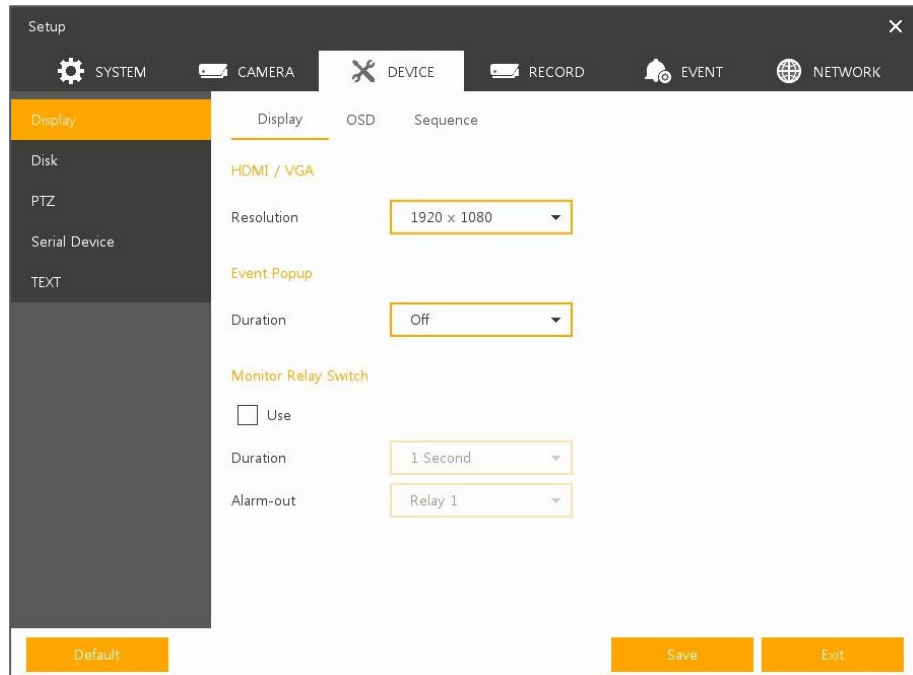 Setup
SYSTEM CAMERA DEVICE RECORD EVENT NETWORK
Display
Disk
PTZ
Serial Device
TEXT
Display OSD Sequence
HDMI / VGA
Resolution 1920 × 1080
Event Popup
Duration Off
Monitor Relay Switch
Use
Duration 1 Second
Alarm-out Relay 1
Default Save Exit